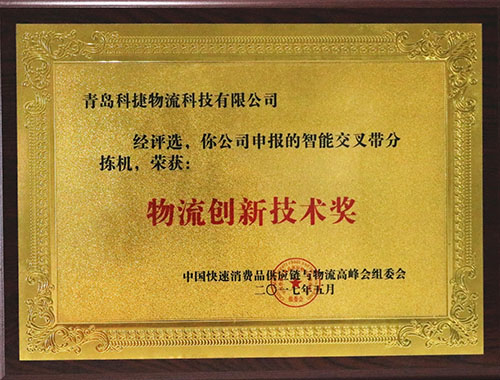 青岛科捷物流科技有限公司
经评选，你公司申报的智能交叉带分
拣机，荣获：
物流创新技术奖
中国快速消费品供应链与物流高峰会组委会
二〇一七年五月
组委会